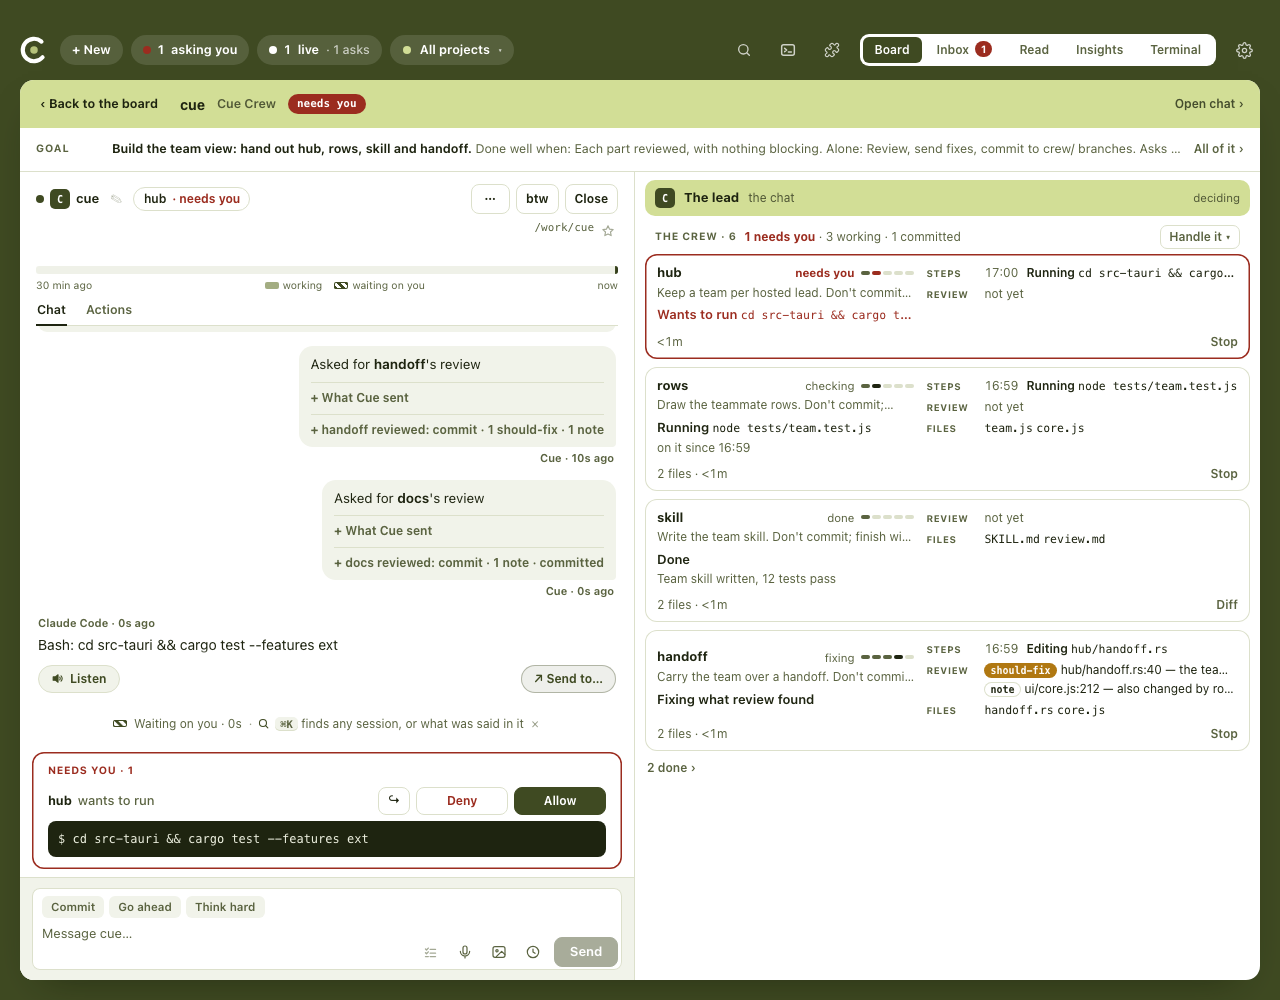 + New
1 asking you
1 live · 1 asks
All projects ·
Board
Inbox 1
Read
Insights
Terminal
‹ Back to the board
cue
Cue Crew
needs you
Open chat ›
GOAL
Build the team view: hand out hub, rows, skill and handoff. Done well when: Each part reviewed, with nothing blocking. Alone: Review, send fixes, commit to crew/ branches. Asks ...
All of it ›
C cue
hub · needs you
···
btw
Close
/work/cue
30 min ago
working
waiting on you
now
Chat
Actions
Asked for handoff's review
+ What Cue sent
+ handoff reviewed: commit · 1 should-fix · 1 note
Cue · 10s ago
Asked for docs's review
+ What Cue sent
+ docs reviewed: commit · 1 note · committed
Cue · 0s ago
Claude Code · 0s ago
Bash: cd src-tauri && cargo test --features ext
Listen
↗ Send to...
Waiting on you · 0s · ⌘K finds any session, or what was said in it ×
NEEDS YOU · 1
hub wants to run
Deny
Allow
$ cd src-tauri && cargo test --features ext
Commit
Go ahead
Think hard
Message cue...
Send
C The lead the chat
deciding
THE CREW · 6 1 needs you · 3 working · 1 committed
Handle it ▾
hub
needs you
Keep a team per hosted lead. Don't commit...
Wants to run cd src-tauri && cargo t...
<1m
STEPS 17:00 Running cd src-tauri && cargo...
REVIEW not yet
Stop
rows
checking
Draw the teammate rows. Don't commit;...
Running node tests/team.test.js
on it since 16:59
2 files · <1m
STEPS 16:59 Running node tests/team.test.js
REVIEW not yet
FILES team.js core.js
Stop
skill
done
Write the team skill. Don't commit; finish wi...
Done
Team skill written, 12 tests pass
2 files · <1m
REVIEW not yet
FILES SKILL.md review.md
Diff
handoff
fixing
Carry the team over a handoff. Don't commi...
Fixing what review found
2 files · <1m
STEPS 16:59 Editing hub/handoff.rs
REVIEW should-fix hub/handoff.rs:40 — the tea...
note ui/core.js:212 — also changed by ro...
FILES handoff.rs core.js
Stop
2 done ›